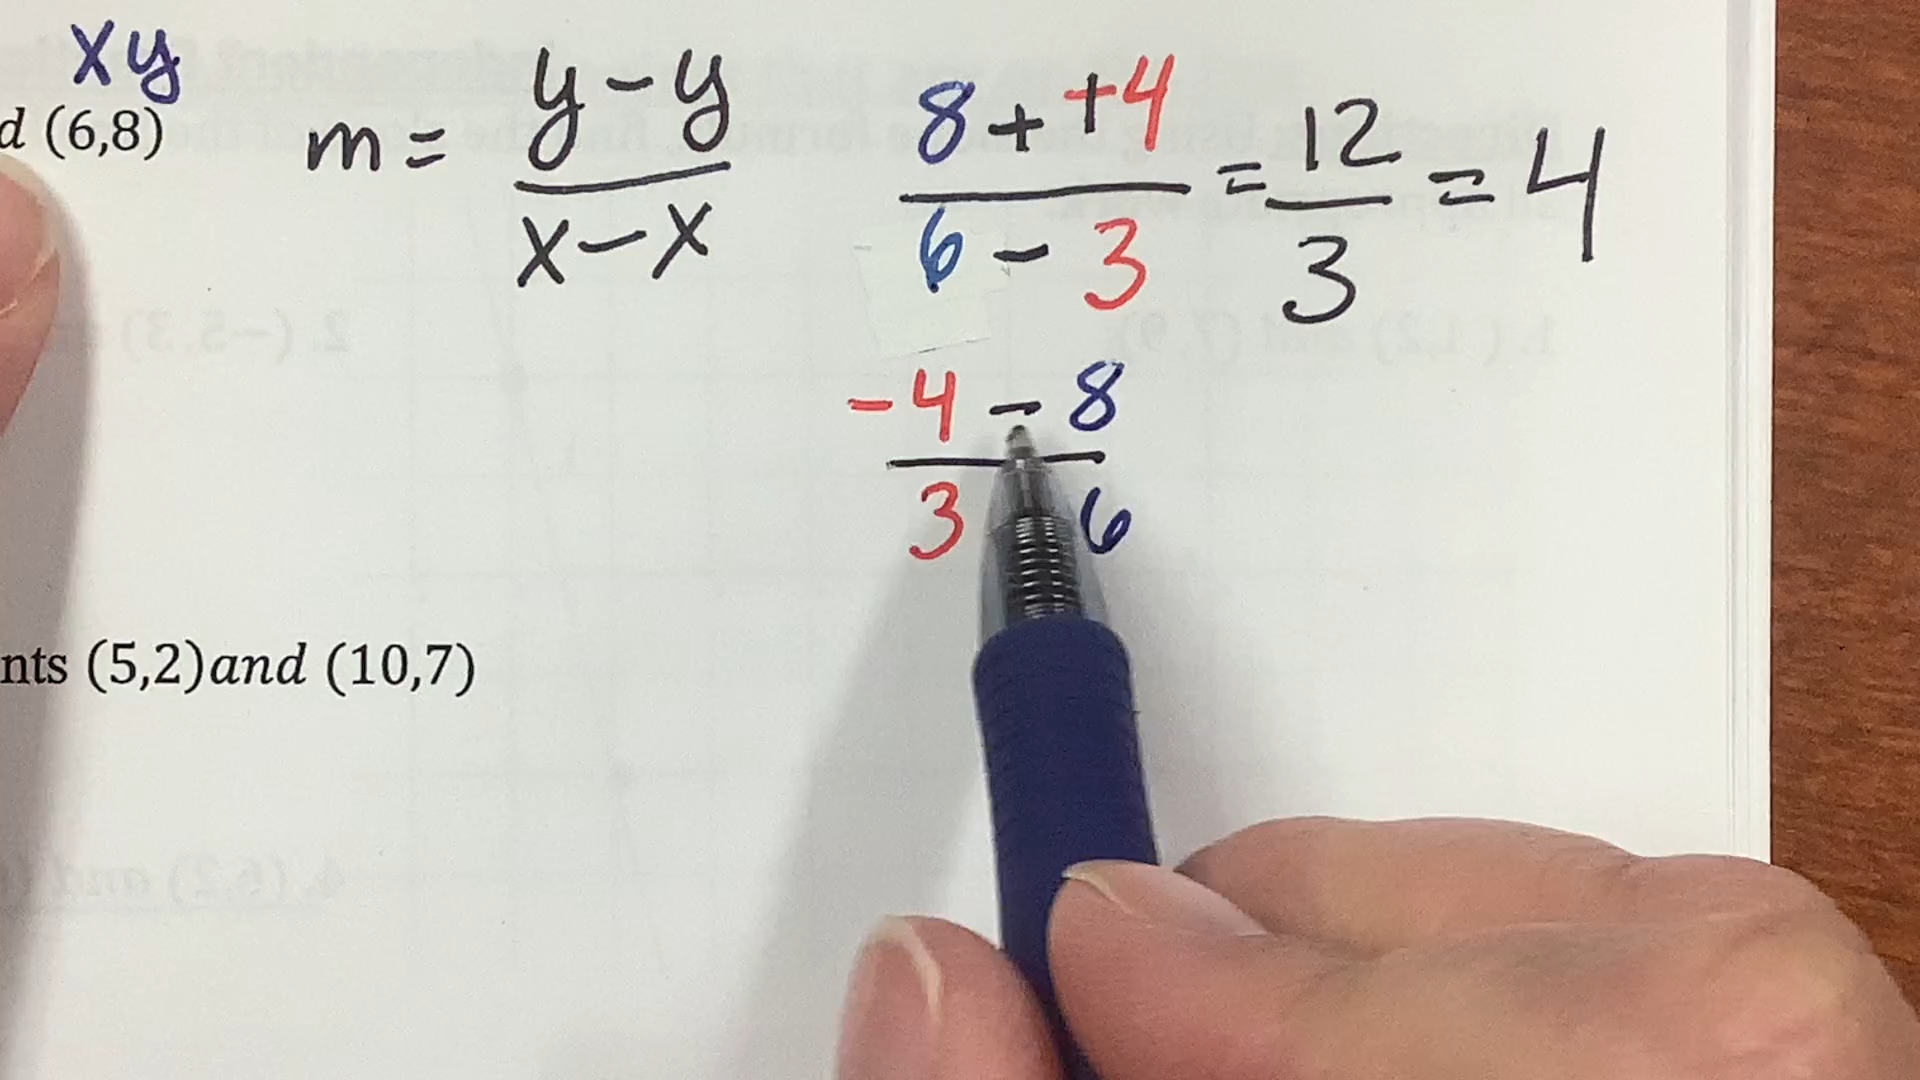 xy
d (6,8)
m = y - y / x - x
8 + +4 / 6 - 3 = 12 / 3 = 4
-4 - 8 / 3 6
nts (5,2)and (10,7)